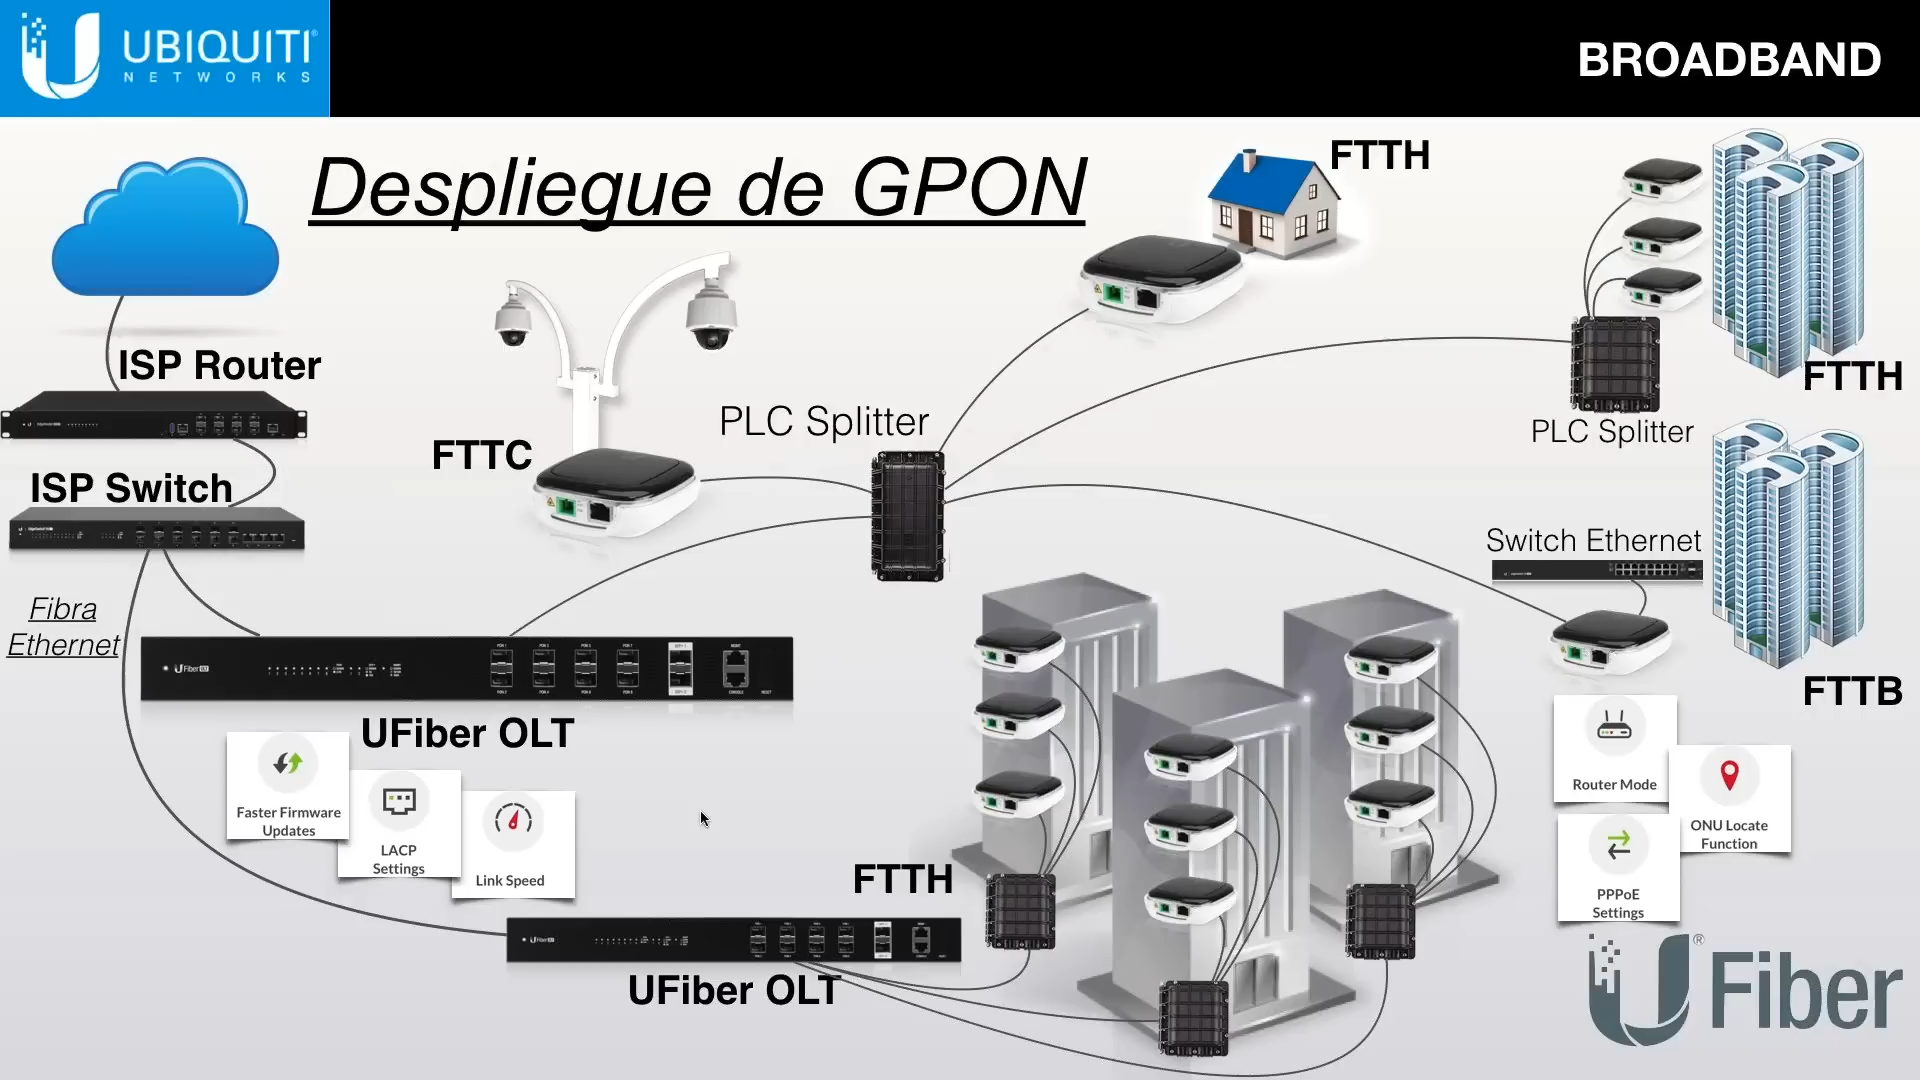 UBIQUITI
NETWORKS
BROADBAND
Despliegue de GPON
FTTH
ISP Router
FTTH
PLC Splitter
PLC Splitter
FTTC
ISP Switch
Switch Ethernet
Fibra
Ethernet
UFiber OLT
FTTB
UFiber OLT
Faster Firmware
Updates
LACP
Settings
Link Speed
Router Mode
ONU Locate
Function
PPPoE
Settings
FTTH
UFiber OLT
Fiber